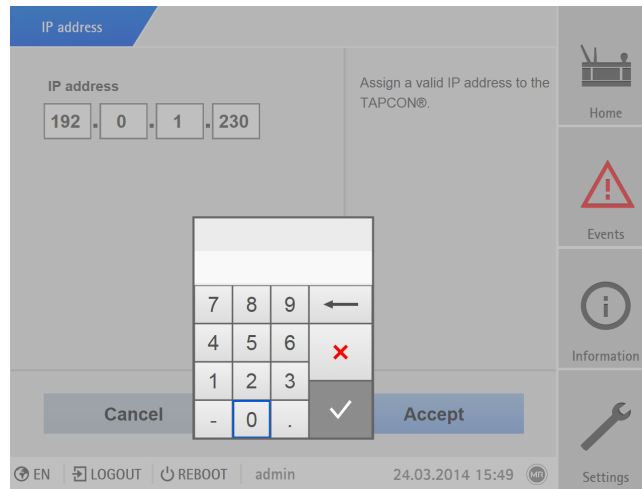 IP address
IP address
192 . 0 . 1 . 230
Assign a valid IP address to the
TAPCON®.
Home
Events
Information
Settings
7 8 9
4 5 6
1 2 3
- 0 .
Cancel
Accept
EN LOGOUT REBOOT admin 24.03.2014 15:49 MR